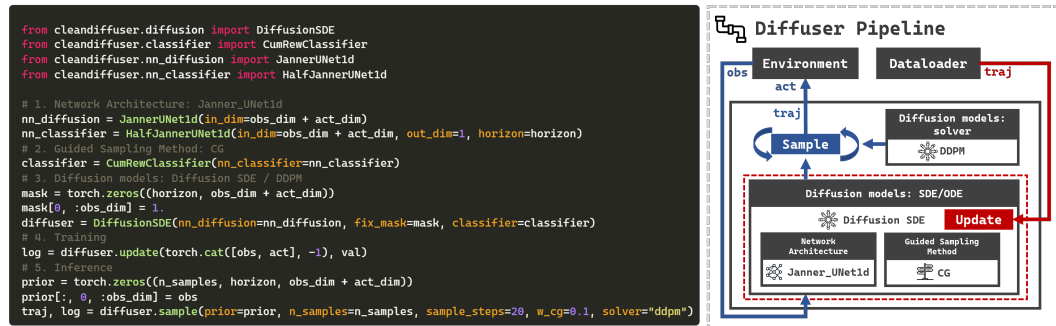 from cleandiffuser.diffusion import DiffusionSDE
from cleandiffuser.classifier import CumRewClassifier
from cleandiffuser.nn_diffusion import JannerUNet1d
from cleandiffuser.nn_classifier import HalfJannerUNet1d
# 1. Network Architecture: Janner_UNet1d
nn_diffusion = JannerUNet1d(in_dim=obs_dim + act_dim)
nn_classifier = HalfJannerUNet1d(in_dim=obs_dim + act_dim, out_dim=1, horizon=horizon)
# 2. Guided Sampling Method: CG
classifier = CumRewClassifier(nn_classifier=nn_classifier)
# 3. Diffusion models: Diffusion SDE / DDPM
mask = torch.zeros((horizon, obs_dim + act_dim))
mask[0, :obs_dim] = 1.
diffuser = DiffusionSDE(nn_diffusion=nn_diffusion, fix_mask=mask, classifier=classifier)
# 4. Training
log = diffuser.update(torch.cat([obs, act], -1), val)
# 5. Inference
prior = torch.zeros((n_samples, horizon, obs_dim + act_dim))
prior[:, 0, :obs_dim] = obs
traj, log = diffuser.sample(prior=prior, n_samples=n_samples, sample_steps=20, w_cg=0.1, solver="ddpm")
Diffuser Pipeline
Environment
Dataloader
obs
act
traj
traj
Sample
Diffusion models:
solver
DDPM
Diffusion models: SDE/ODE
Diffusion SDE
Update
Network
Architecture
Janner_UNet1d
Guided Sampling
Method
CG